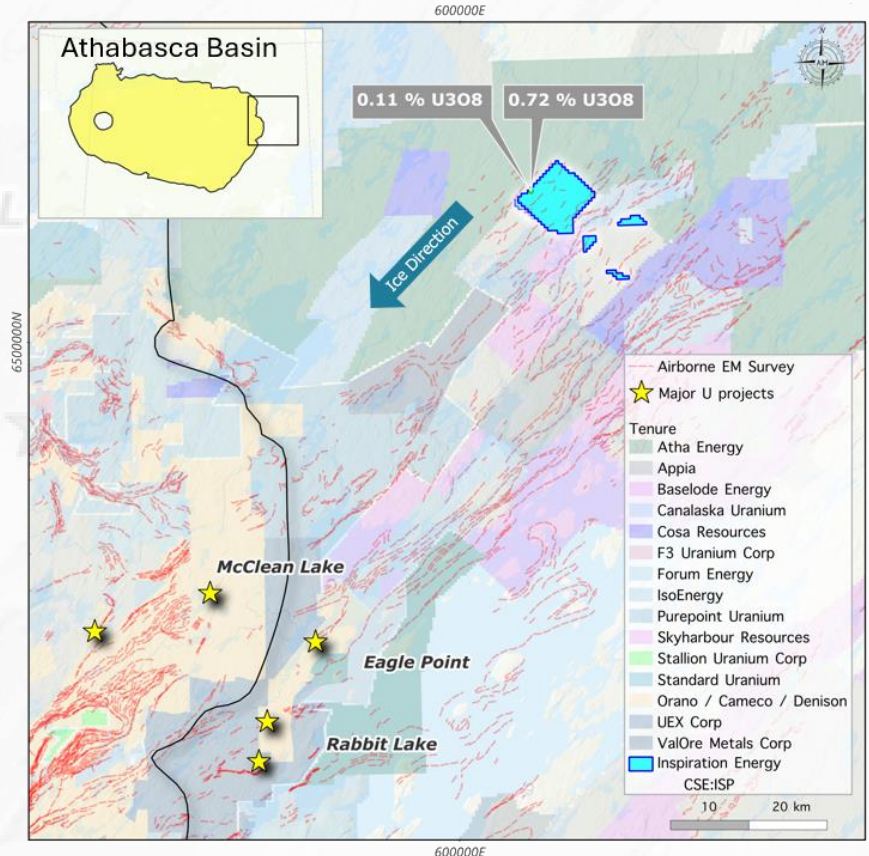 600000E
Athabasca Basin
N
0.11 % U3O8
0.72 % U3O8
Ice Direction
6500000N
Airborne EM Survey
Major U projects
Tenure
Atha Energy
Appia
Baselode Energy
Canalaska Uranium
Cosa Resources
F3 Uranium Corp
Forum Energy
IsoEnergy
Purepoint Uranium
Skyharbour Resources
Stallion Uranium Corp
Standard Uranium
Orano / Cameco / Denison
UEX Corp
ValOre Metals Corp
Inspiration Energy
CSE:ISP
10 20 km
McClean Lake
Eagle Point
Rabbit Lake
600000E